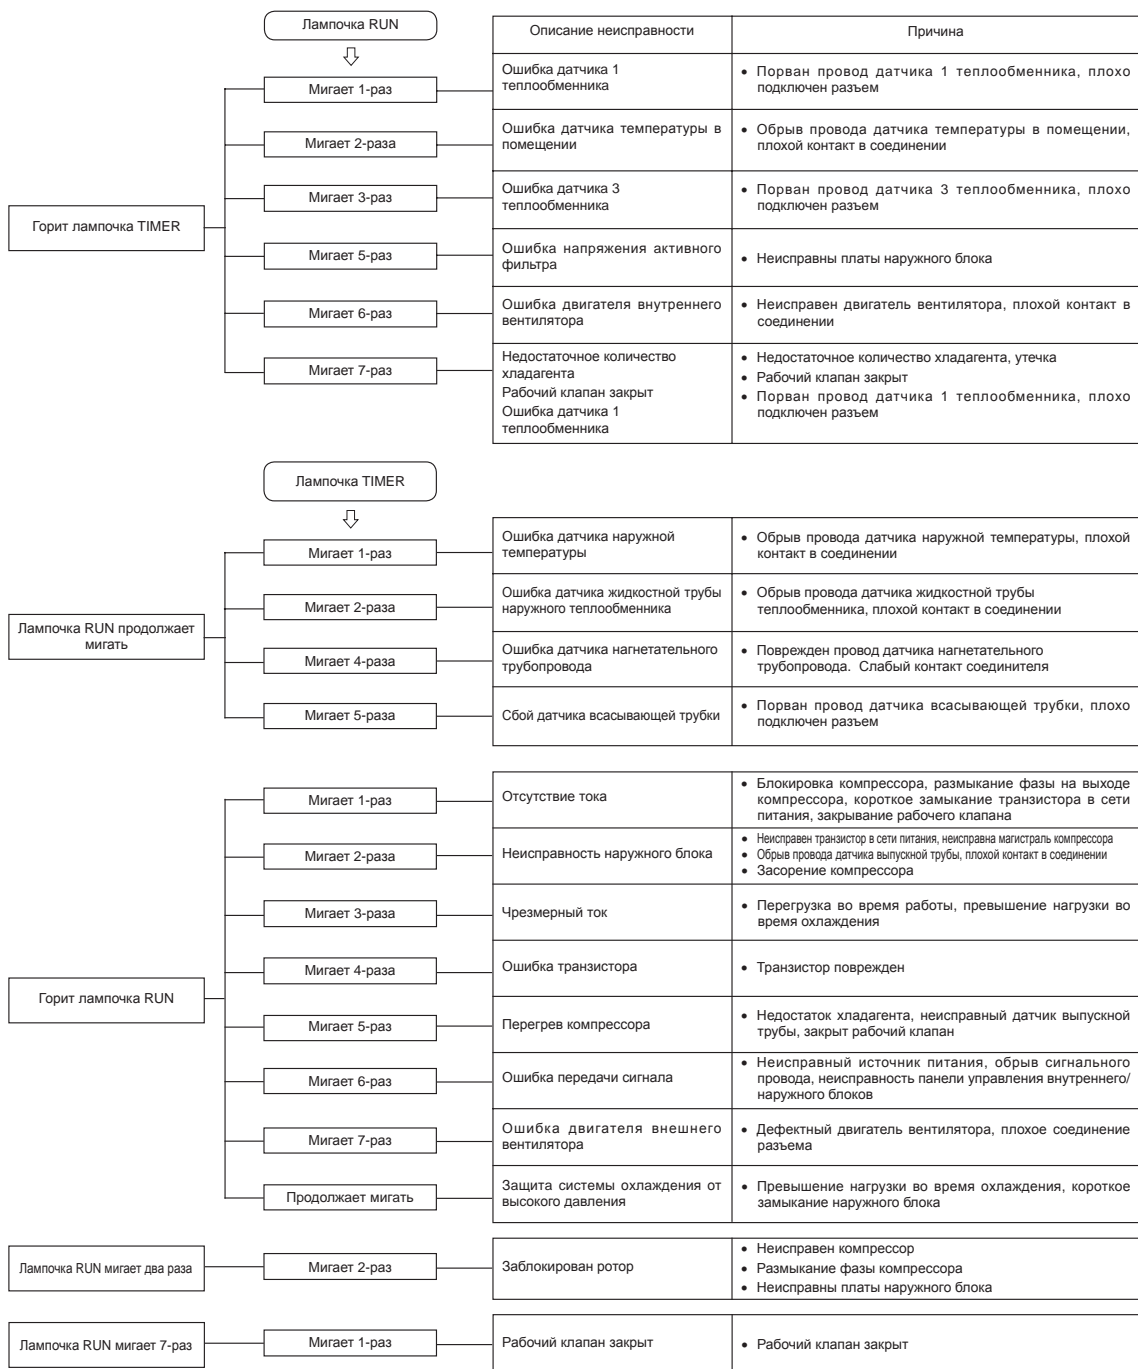 Лампочка RUN
Описание неисправности
Причина
Горит лампочка TIMER
Мигает 1-раз
Ошибка датчика 1
теплообменника
• Порван провод датчика 1 теплообменника, плохо
подключен разъем
Мигает 2-раза
Ошибка датчика температуры в
помещении
• Обрыв провода датчика температуры в помещении,
плохой контакт в соединении
Мигает 3-раз
Ошибка датчика 3
теплообменника
• Порван провод датчика 3 теплообменника, плохо
подключен разъем
Мигает 5-раз
Ошибка напряжения активного
фильтра
• Неисправны платы наружного блока
Мигает 6-раз
Ошибка двигателя внутреннего
вентилятора
• Неисправен двигатель вентилятора, плохой контакт в
соединении
Мигает 7-раз
Недостаточное количество
хладагента
Рабочий клапан закрыт
Ошибка датчика 1
теплообменника
• Недостаточное количество хладагента, утечка
• Рабочий клапан закрыт
• Порван провод датчика 1 теплообменника, плохо
подключен разъем
Лампочка TIMER
Лампочка RUN продолжает
мигать
Мигает 1-раз
Ошибка датчика наружной
температуры
• Обрыв провода датчика наружной температуры, плохой
контакт в соединении
Мигает 2-раза
Ошибка датчика жидкостной трубы
наружного теплообменника
• Обрыв провода датчика жидкостной трубы
теплообменника, плохой контакт в соединении
Мигает 4-раза
Ошибка датчика нагнетательного
трубопровода
• Поврежден провод датчика нагнетательного
трубопровода. Слабый контакт соединителя
Мигает 5-раза
Сбой датчика всасывающей трубки
• Порван провод датчика всасывающей трубки, плохо
подключен разъем
Горит лампочка RUN
Мигает 1-раз
Отсутствие тока
• Блокировка компрессора, размыкание фазы на выходе
компрессора, короткое замыкание транзистора в сети
питания, закрывание рабочего клапана
Мигает 2-раза
Неисправность наружного блока
• Неисправен транзистор в сети питания, неисправна магистраль компрессора
• Обрыв провода датчика выпускной трубы, плохой контакт в соединении
• Засорение компрессора
Мигает 3-раза
Чрезмерный ток
• Перегрузка во время работы, превышение нагрузки во
время охлаждения
Мигает 4-раза
Ошибка транзистора
• Транзистор поврежден
Мигает 5-раз
Перегрев компрессора
• Недостаток хладагента, неисправный датчик выпускной
трубы, закрыт рабочий клапан
Мигает 6-раз
Ошибка передачи сигнала
• Неисправный источник питания, обрыв сигнального
провода, неисправность панели управления внутреннего/
наружного блоков
Мигает 7-раз
Ошибка двигателя внешнего
вентилятора
• Дефектный двигатель вентилятора, плохое соединение
разъема
Продолжает мигать
Защита системы охлаждения от
высокого давления
• Превышение нагрузки во время охлаждения, короткое
замыкание наружного блока
Лампочка RUN мигает два раза
Мигает 2-раз
Заблокирован ротор
• Неисправен компрессор
• Размыкание фазы компрессора
• Неисправны платы наружного блока
Лампочка RUN мигает 7-раз
Мигает 1-раз
Рабочий клапан закрыт
• Рабочий клапан закрыт